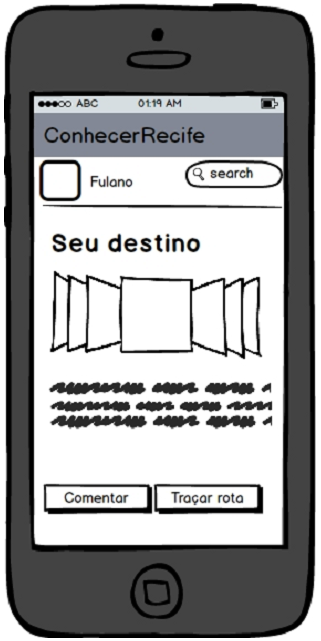 ABC 01:19 AM
ConhecerRecife
Fulano
search
Seu destino
Comentar Traçar rota